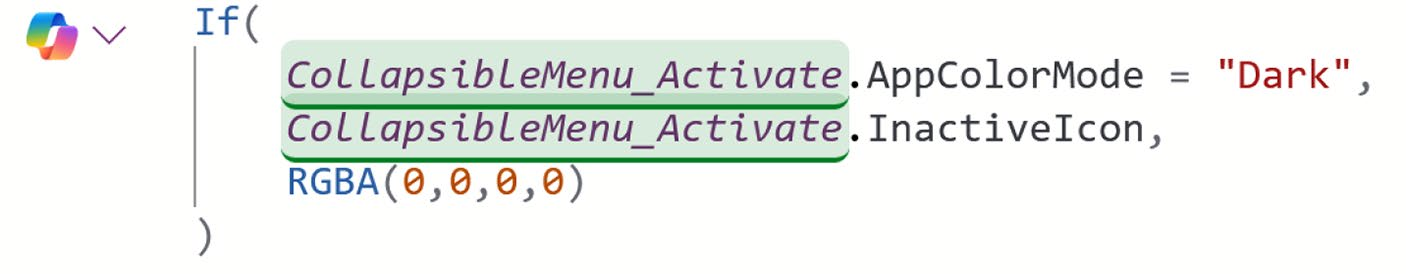 If(
CollapsibleMenu_Activate.AppColorMode = "Dark",
CollapsibleMenu_Activate.InactiveIcon,
RGBA(0,0,0,0)
)